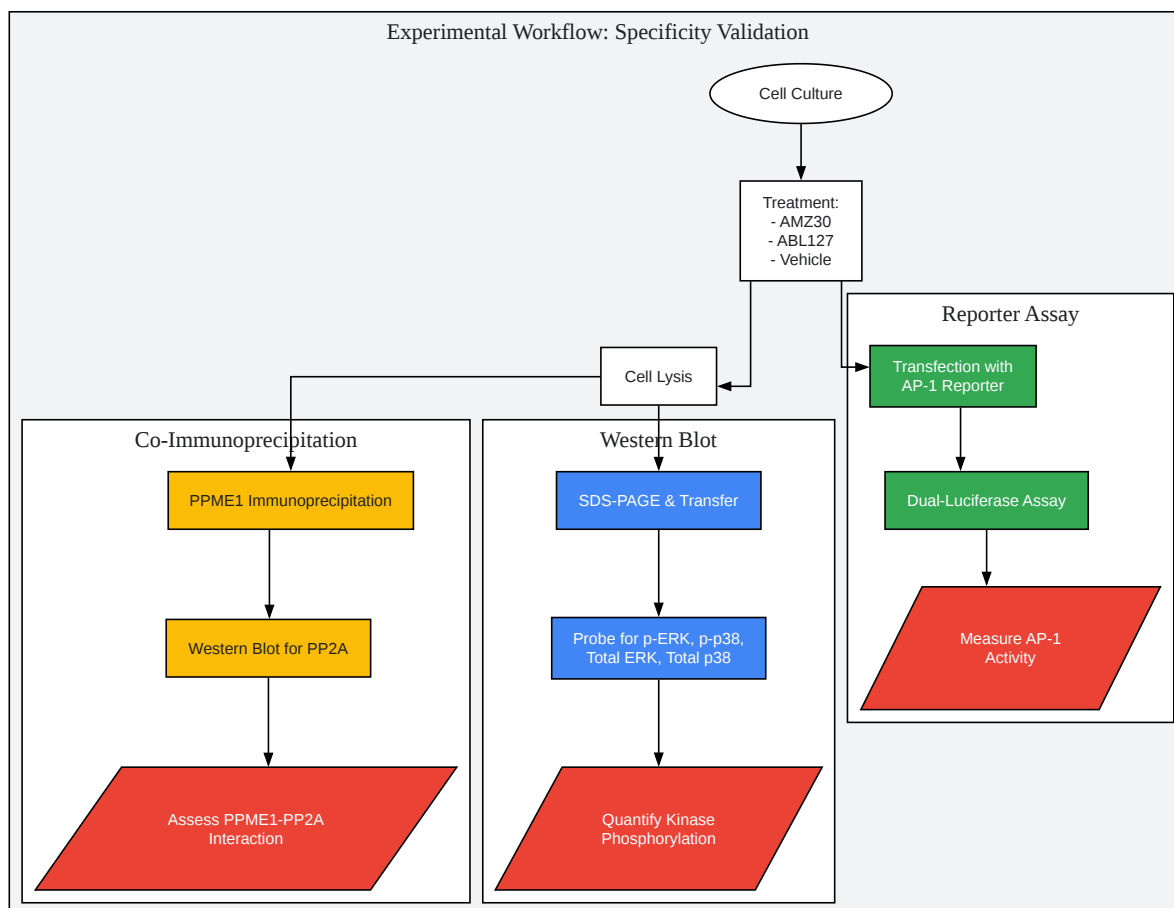 Experimental Workflow: Specificity Validation
Cell Culture
Treatment:
- AMZ30
- ABL127
- Vehicle
Reporter Assay
Transfection with
AP-1 Reporter
Cell Lysis
Co-Immunoprecipitation
Western Blot
PPME1 Immunoprecipitation
SDS-PAGE & Transfer
Dual-Luciferase Assay
Western Blot for PP2A
Probe for p-ERK, p-p38,
Total ERK, Total p38
Measure AP-1
Activity
Assess PPME1-PP2A
Interaction
Quantify Kinase
Phosphorylation